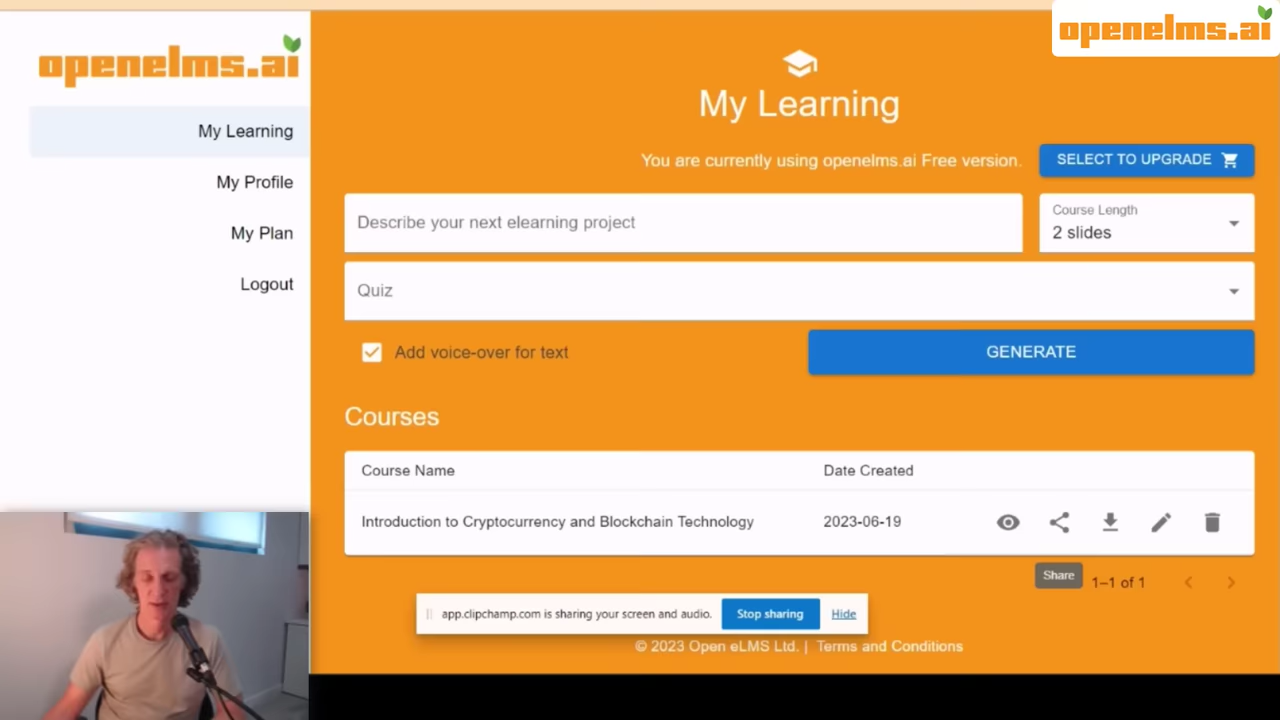 openelms.ai
openelms.ai
My Learning
My Profile
My Plan
Logout
My Learning
You are currently using openelms.ai Free version.
SELECT TO UPGRADE
Describe your next elearning project
Course Length
2 slides
Quiz
Add voice-over for text
GENERATE
Courses
Course Name Date Created
Introduction to Cryptocurrency and Blockchain Technology 2023-06-19
Share
1–1 of 1
app.clipchamp.com is sharing your screen and audio. Stop sharing Hide
© 2023 Open eLMS Ltd. | Terms and Conditions